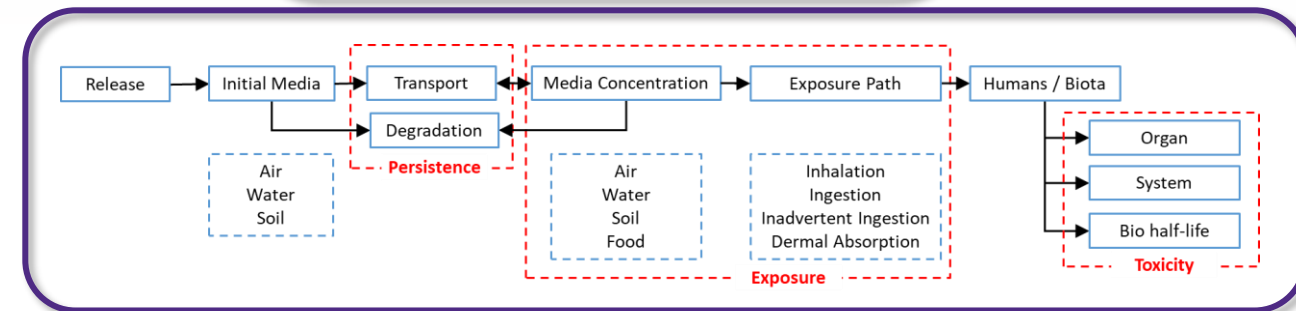 Release
Initial Media
Transport
Media Concentration
Exposure Path
Humans / Biota
Degradation
Persistence
Organ
System
Bio half-life
Toxicity
Air
Water
Soil
Air
Water
Soil
Food
Inhalation
Ingestion
Inadvertent Ingestion
Dermal Absorption
Exposure